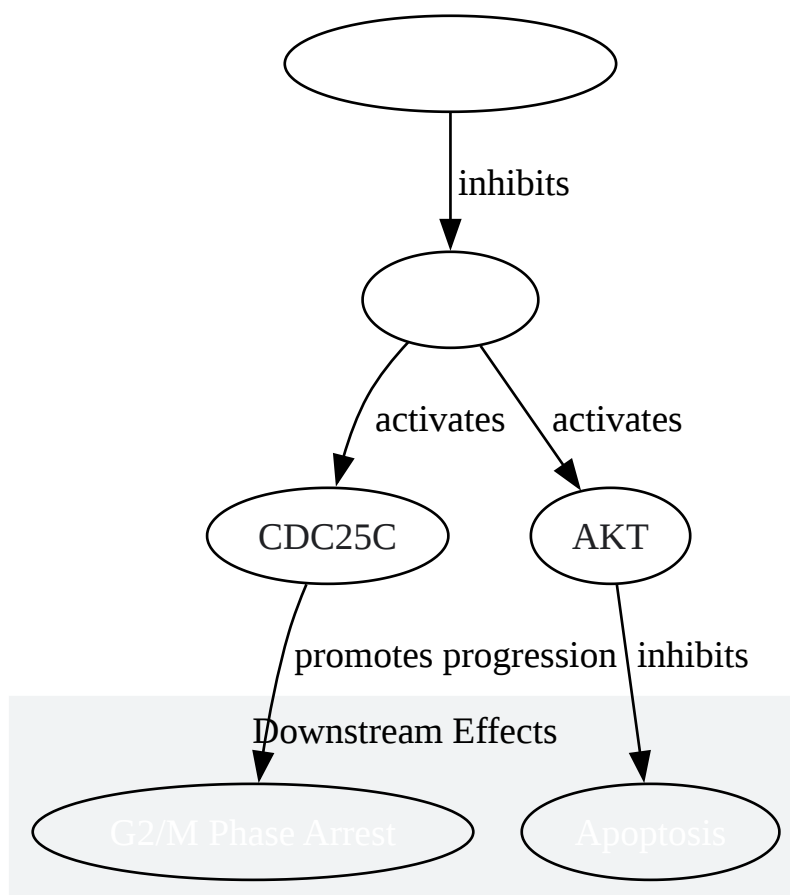 inhibits
activates
activates
CDC25C
AKT
promotes progression
inhibits
Downstream Effects
G2/M Phase Arrest
Apoptosis